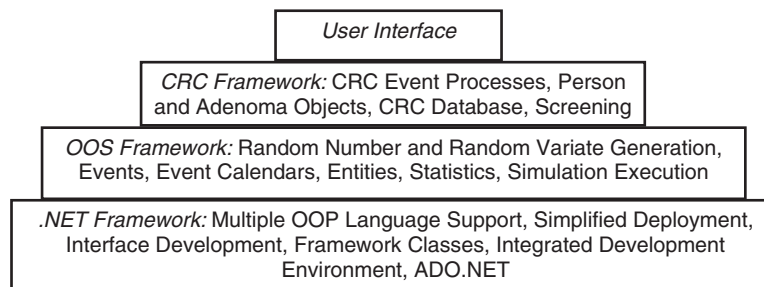 User Interface
CRC Framework: CRC Event Processes, Person
and Adenoma Objects, CRC Database, Screening
OOS Framework: Random Number and Random Variate Generation,
Events, Event Calendars, Entities, Statistics, Simulation Execution
.NET Framework: Multiple OOP Language Support, Simplified Deployment,
Interface Development, Framework Classes, Integrated Development
Environment, ADO.NET